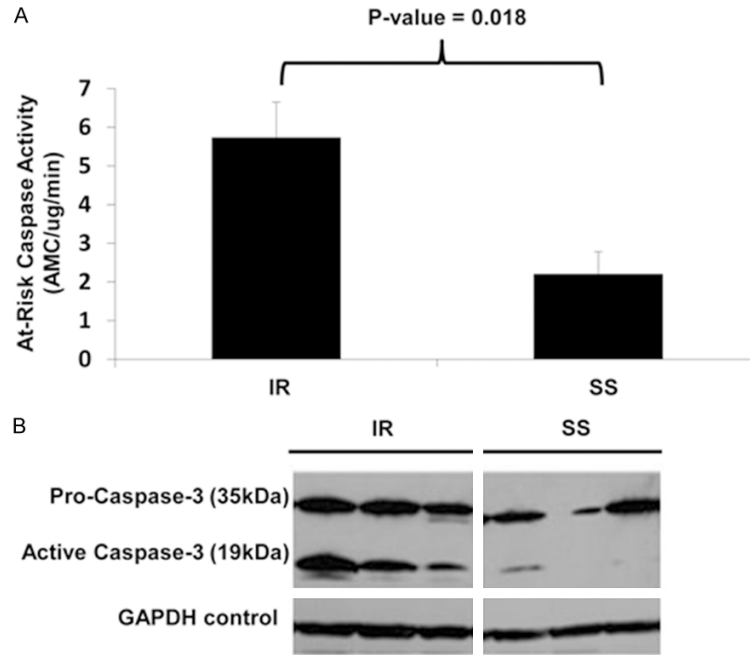 A
P-value = 0.018
At-Risk Caspase Activity
(AMC/ug/min)
7
6
5
4
3
2
1
0
IR
SS
B
IR
SS
Pro-Caspase-3 (35kDa)
Active Caspase-3 (19kDa)
GAPDH control